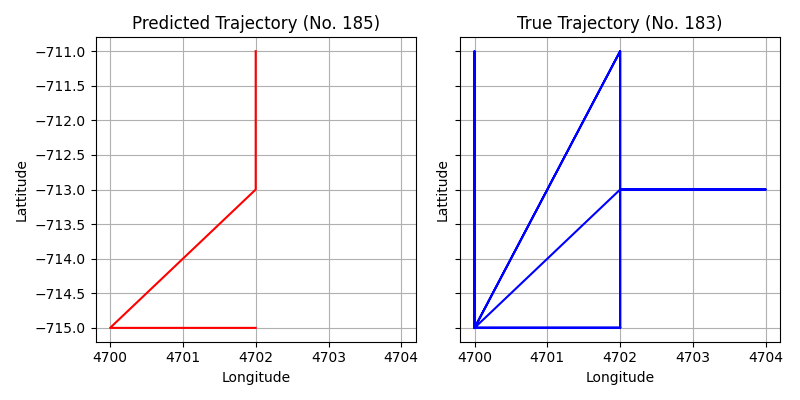 Predicted Trajectory (No. 185)
True Trajectory (No. 183)
Lattitude
−711.0
−711.5
−712.0
−712.5
−713.0
−713.5
−714.0
−714.5
−715.0
4700 4701 4702 4703 4704
Longitude
Lattitude
4700 4701 4702 4703 4704
Longitude